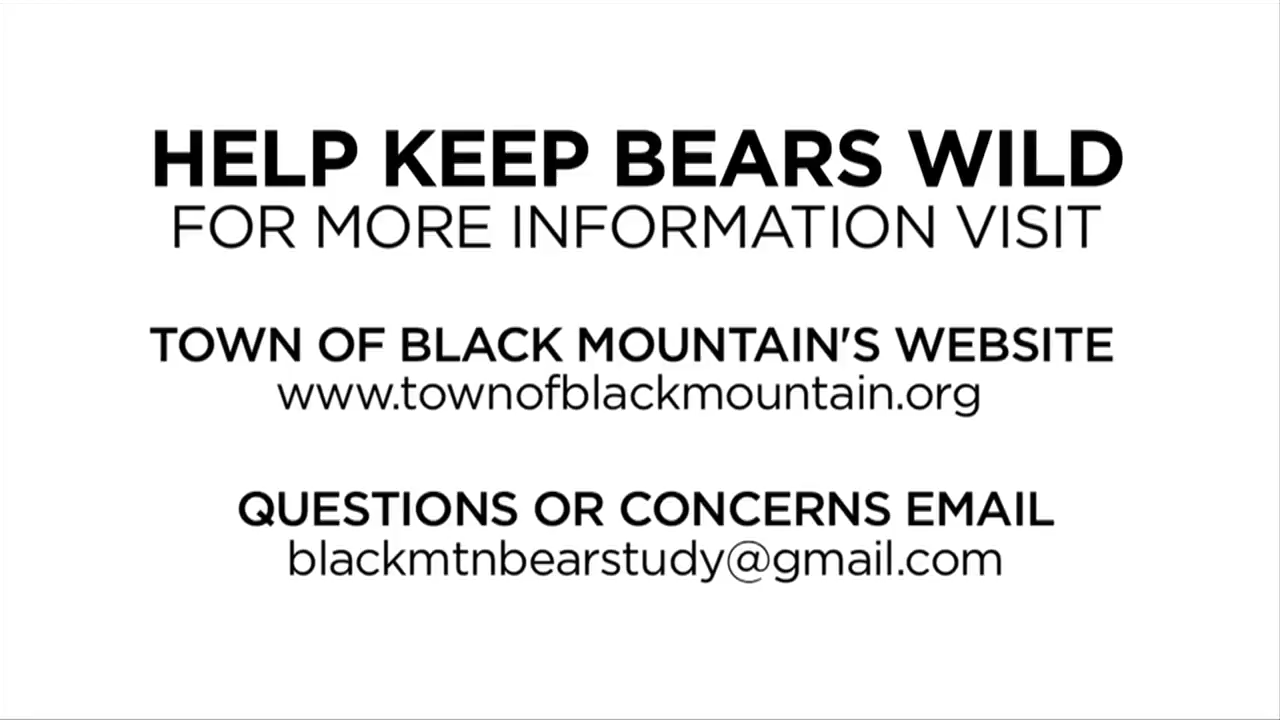 HELP KEEP BEARS WILD
FOR MORE INFORMATION VISIT
TOWN OF BLACK MOUNTAIN'S WEBSITE
www.townofblackmountain.org
QUESTIONS OR CONCERNS EMAIL
blackmtnbearstudy@gmail.com